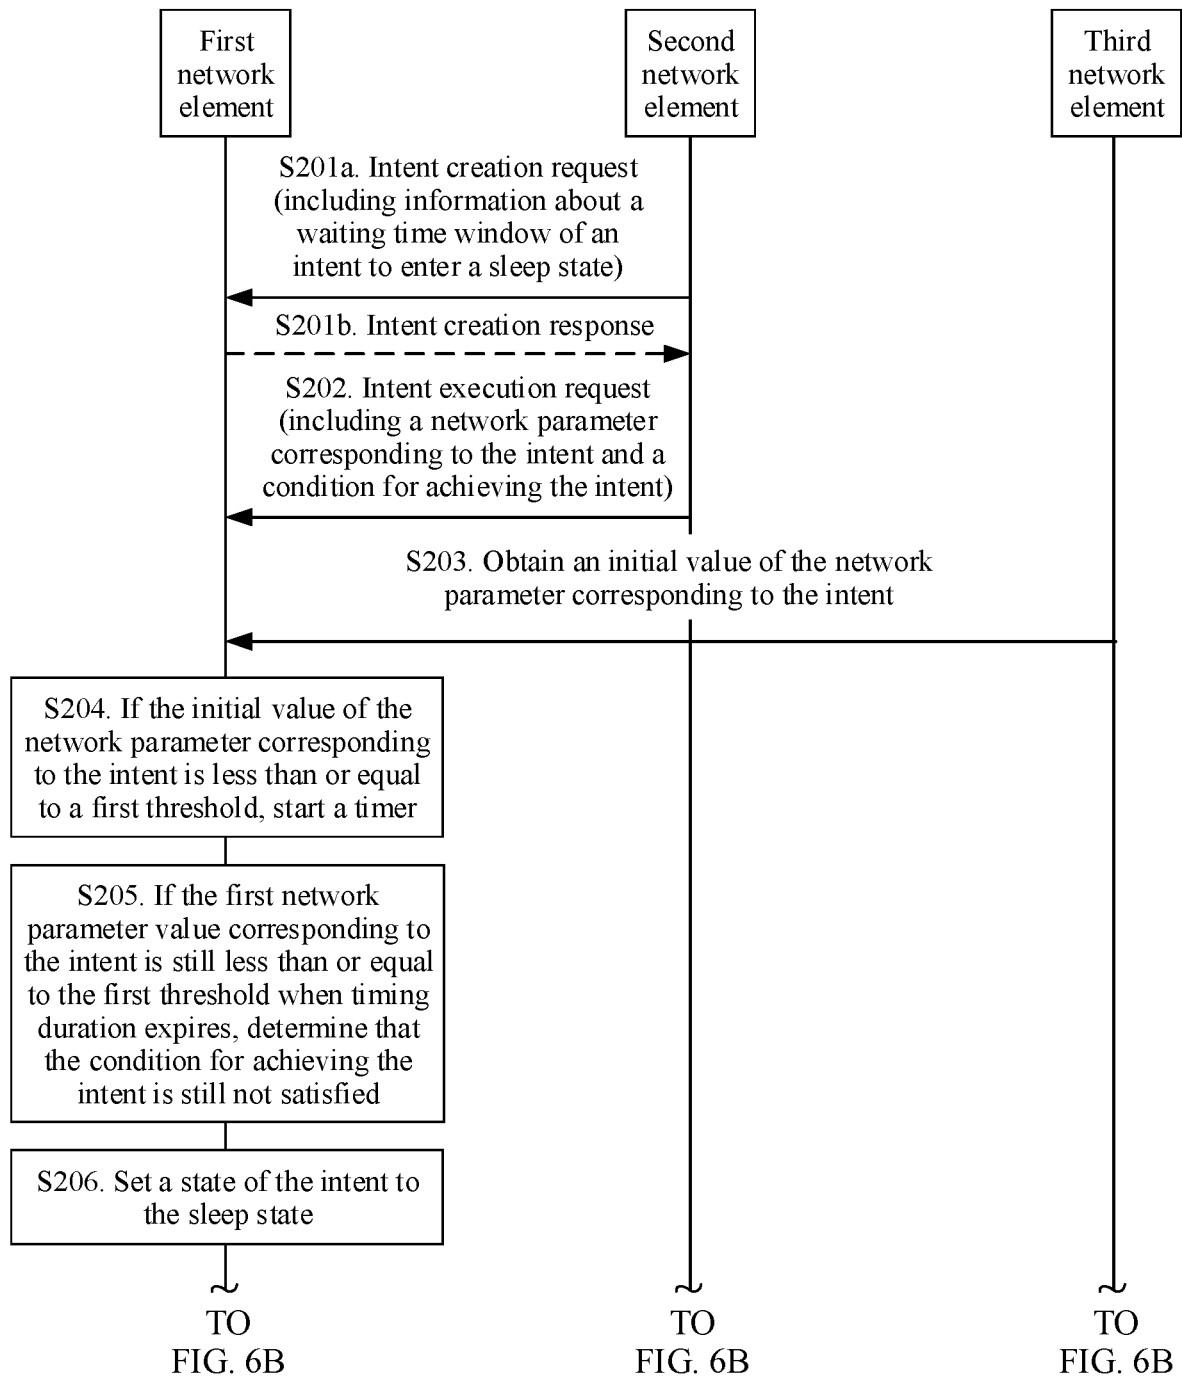 First
network
element
Second
network
element
Third
network
element
S201a. Intent creation request
(including information about a
waiting time window of an
intent to enter a sleep state)
S201b. Intent creation response
S202. Intent execution request
(including a network parameter
corresponding to the intent and a
condition for achieving the intent)
S203. Obtain an initial value of the network
parameter corresponding to the intent
S204. If the initial value of the
network parameter corresponding
to the intent is less than or equal
to a first threshold, start a timer
S205. If the first network
parameter value corresponding to
the intent is still less than or equal
to the first threshold when timing
duration expires, determine that
the condition for achieving the
intent is still not satisfied
S206. Set a state of the intent to
the sleep state
TO
FIG. 6B
TO
FIG. 6B
TO
FIG. 6B